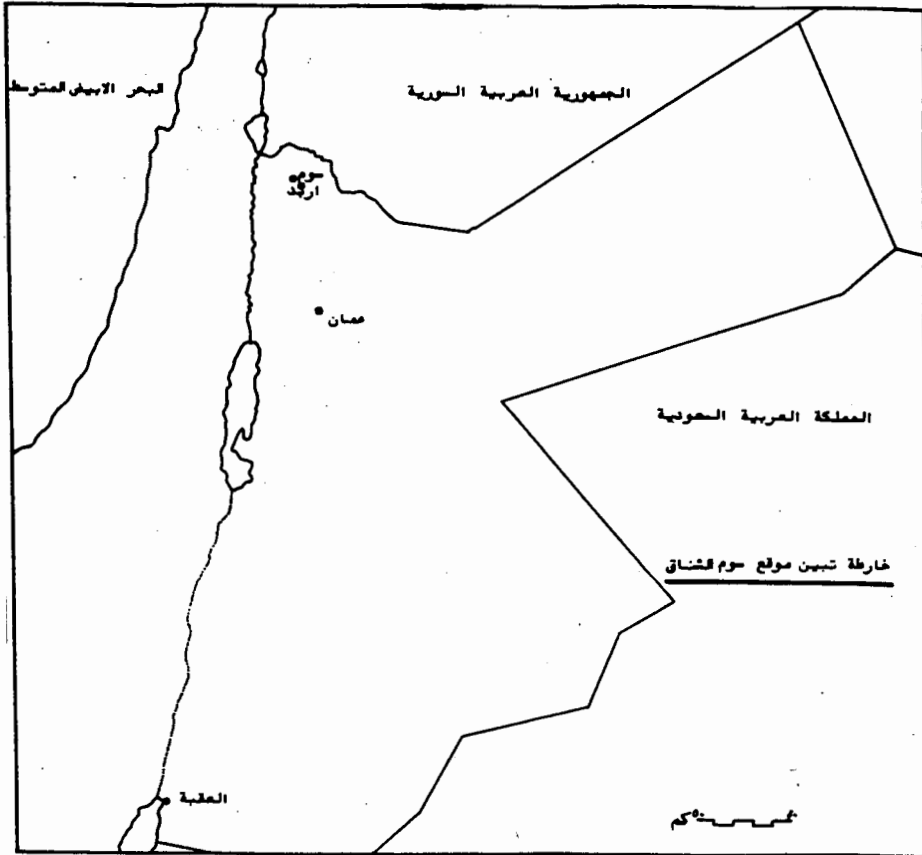 البحر الابيض المتوسط
الجمهورية العربية السورية
سوم
اربد
عمان
المملكة العربية السعودية
خارطة تبين موقع سوم الشناق
العقبة
كم